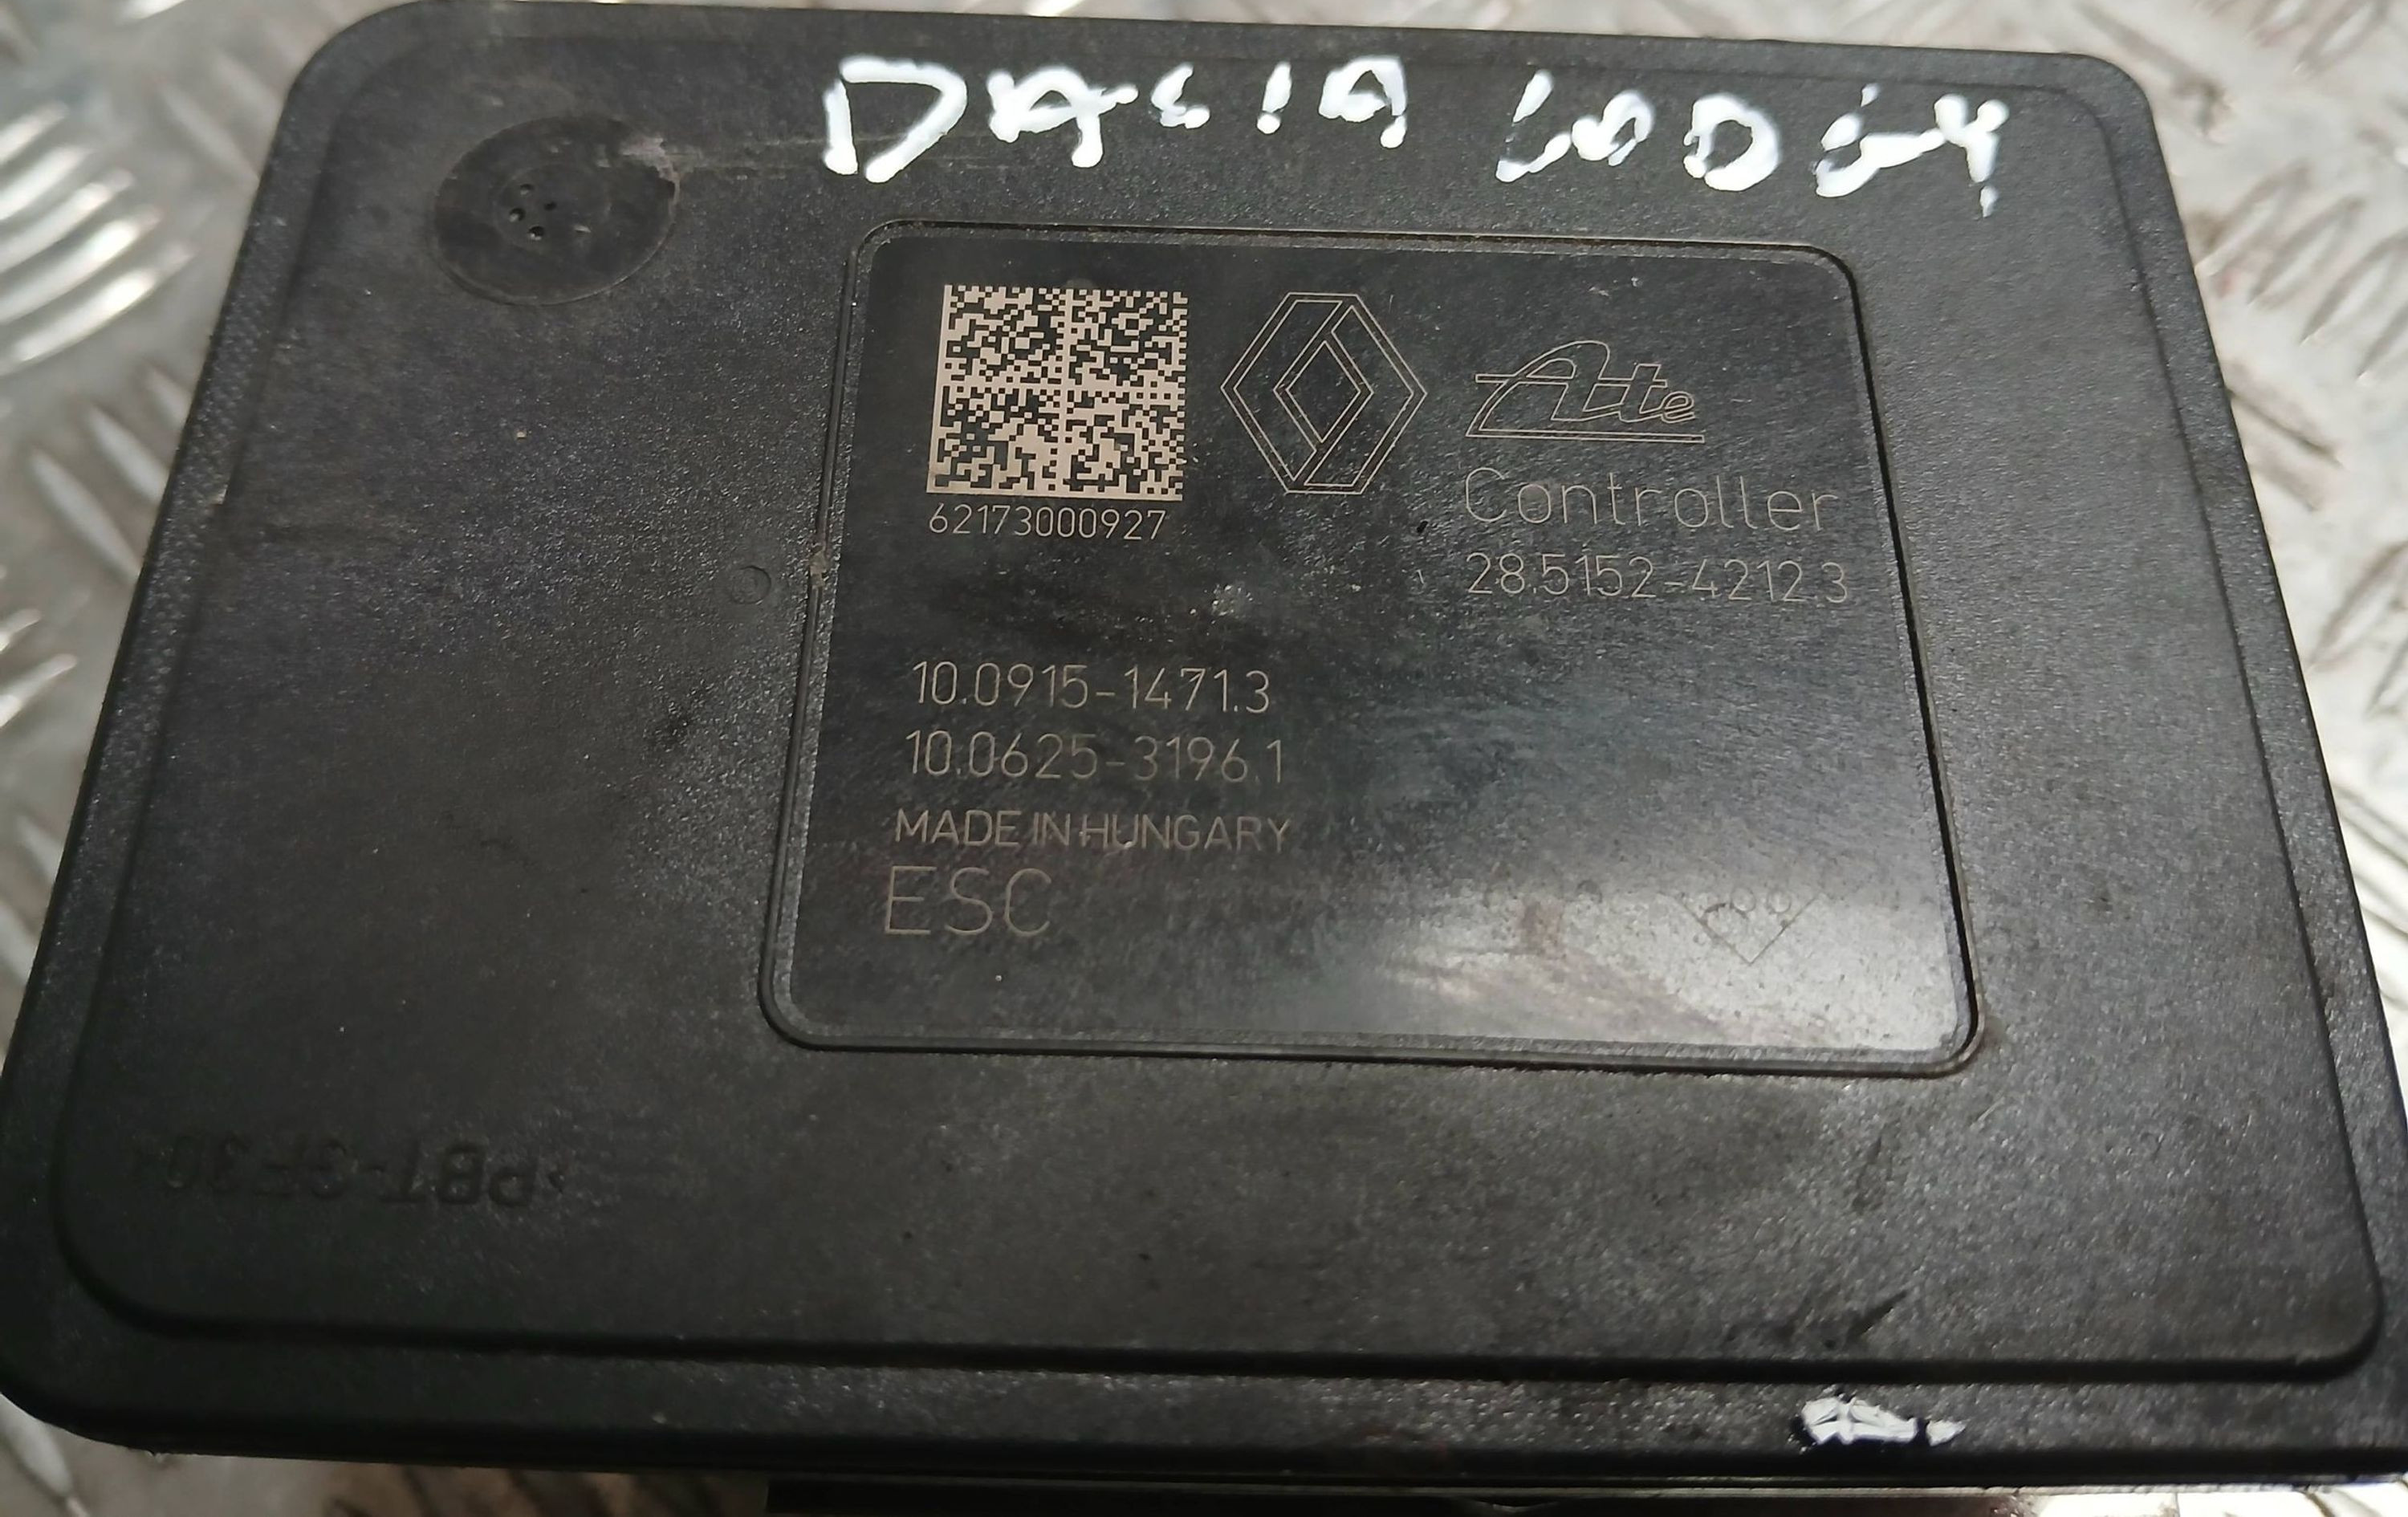 DACIA LODGY
Ate
Controller
28.5152-4212.3
62173000927
10.0915-1471.3
10.0625-3196.1
MADE IN HUNGARY
ESC